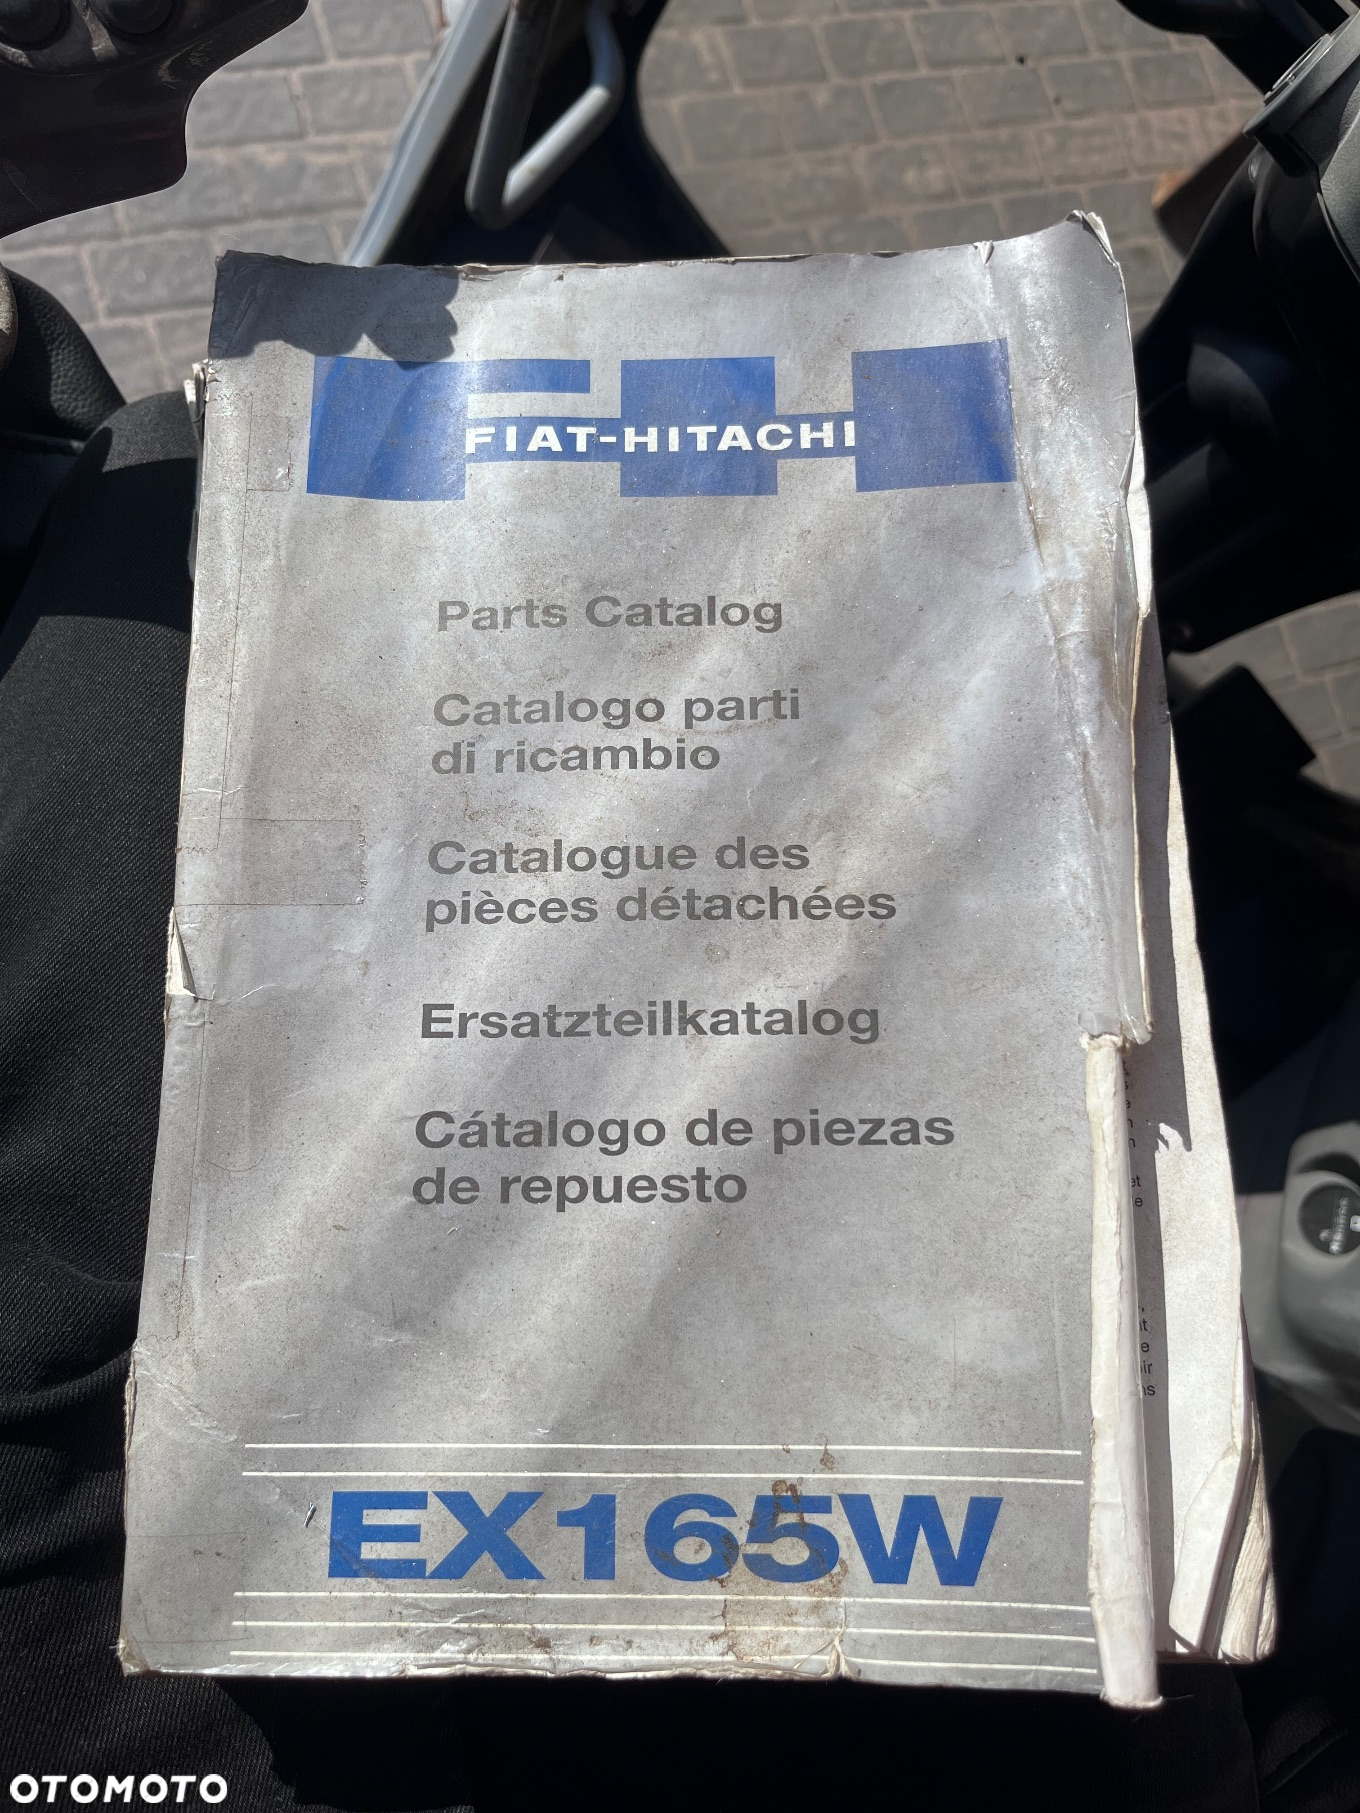 FIAT-HITACHI
Parts Catalog
Catalogo parti
di ricambio
Catalogue des
pièces détachées
Ersatzteilkatalog
Cátalogo de piezas
de repuesto
EX165W
OTOMOTO